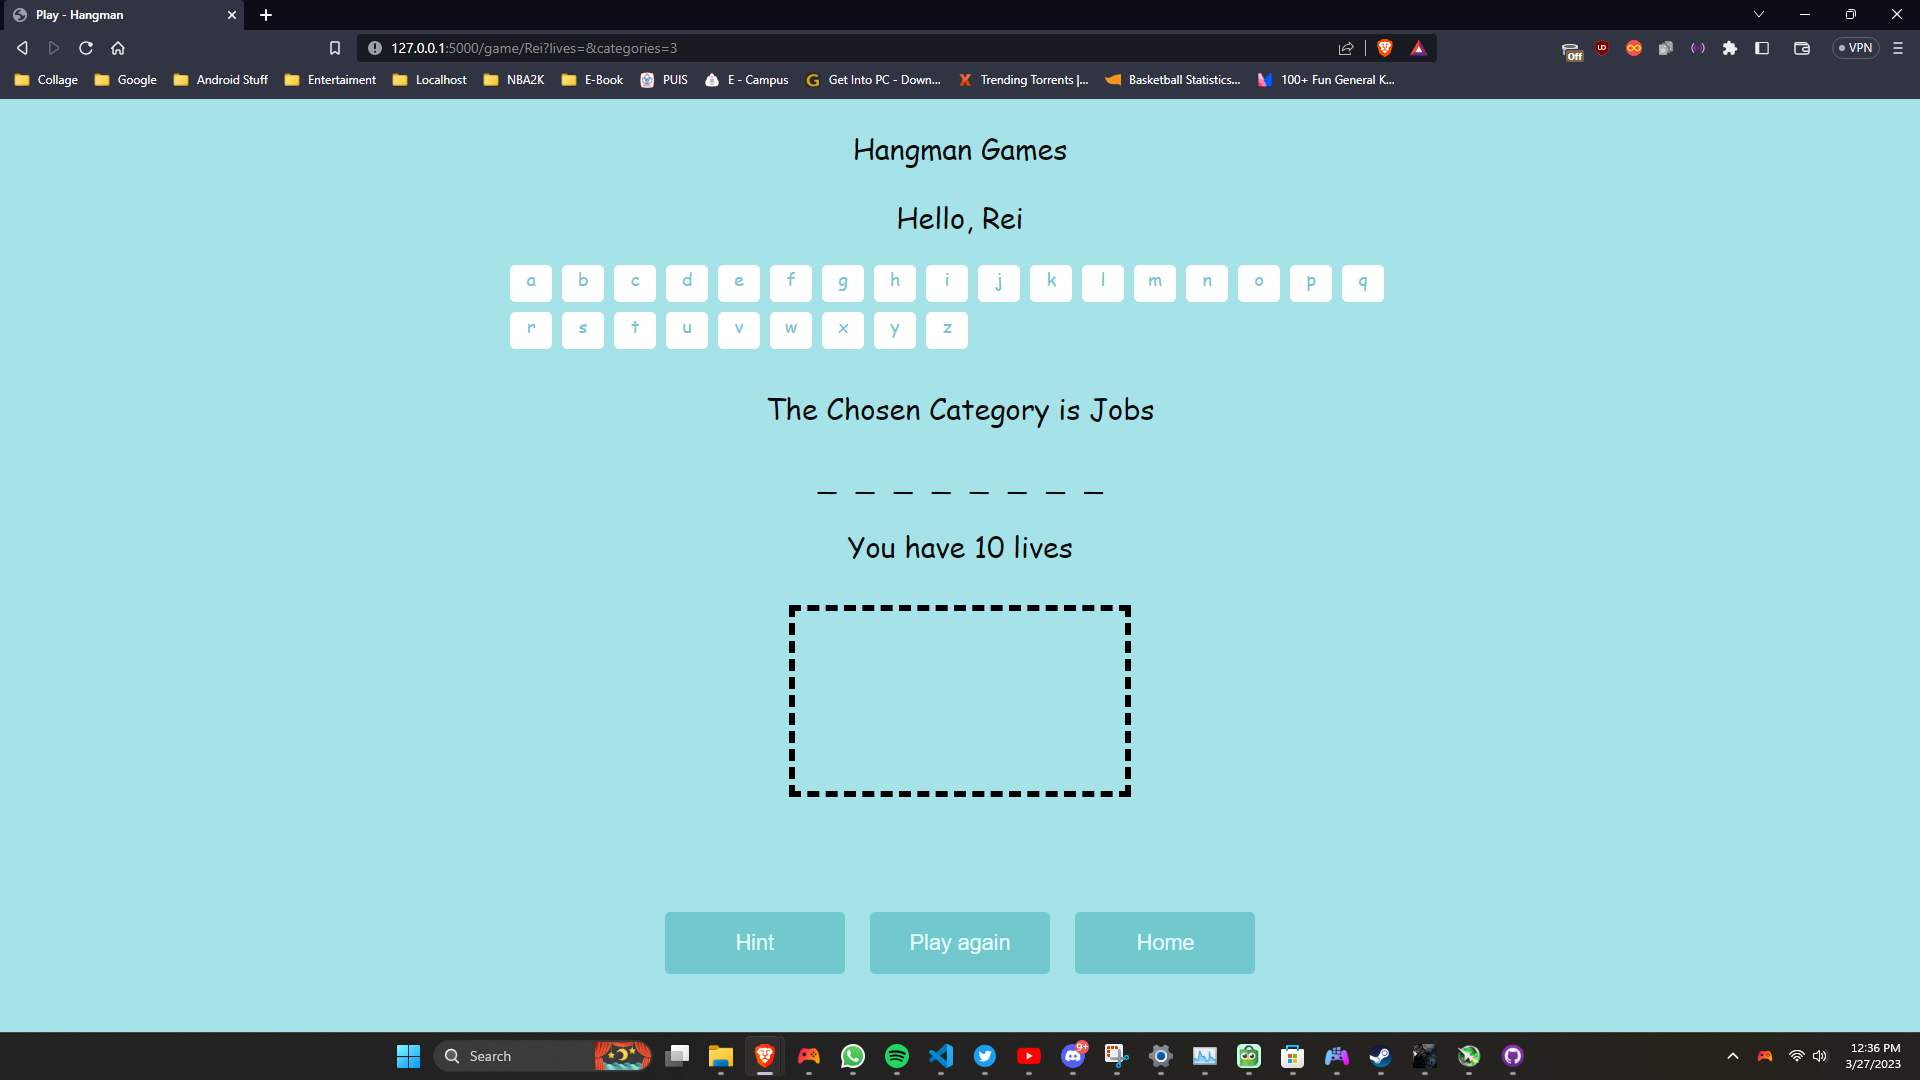 Play - Hangman
127.0.0.1:5000/game/Rei?lives=&categories=3
Off
UD
VPN
Collage Google Android Stuff Entertaiment Localhost NBA2K E-Book PUIS E - Campus Get Into PC - Down... Trending Torrents |... Basketball Statistics... 100+ Fun General K...
Hangman Games
Hello, Rei
a b c d e f g h i j k l m n o p q
r s t u v w x y z
The Chosen Category is Jobs
_ _ _ _ _ _ _ _
You have 10 lives
Hint Play again Home
Search
9+
12:36 PM
3/27/2023